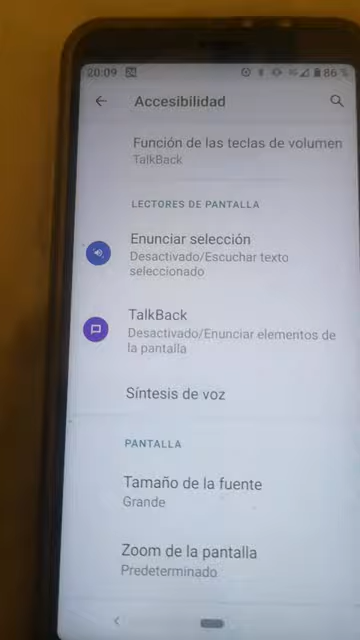 20:09 24 86 %
Accesibilidad
Función de las teclas de volumen
TalkBack
LECTORES DE PANTALLA
Enunciar selección
Desactivado/Escuchar texto
seleccionado
TalkBack
Desactivado/Enunciar elementos de
la pantalla
Síntesis de voz
PANTALLA
Tamaño de la fuente
Grande
Zoom de la pantalla
Predeterminado